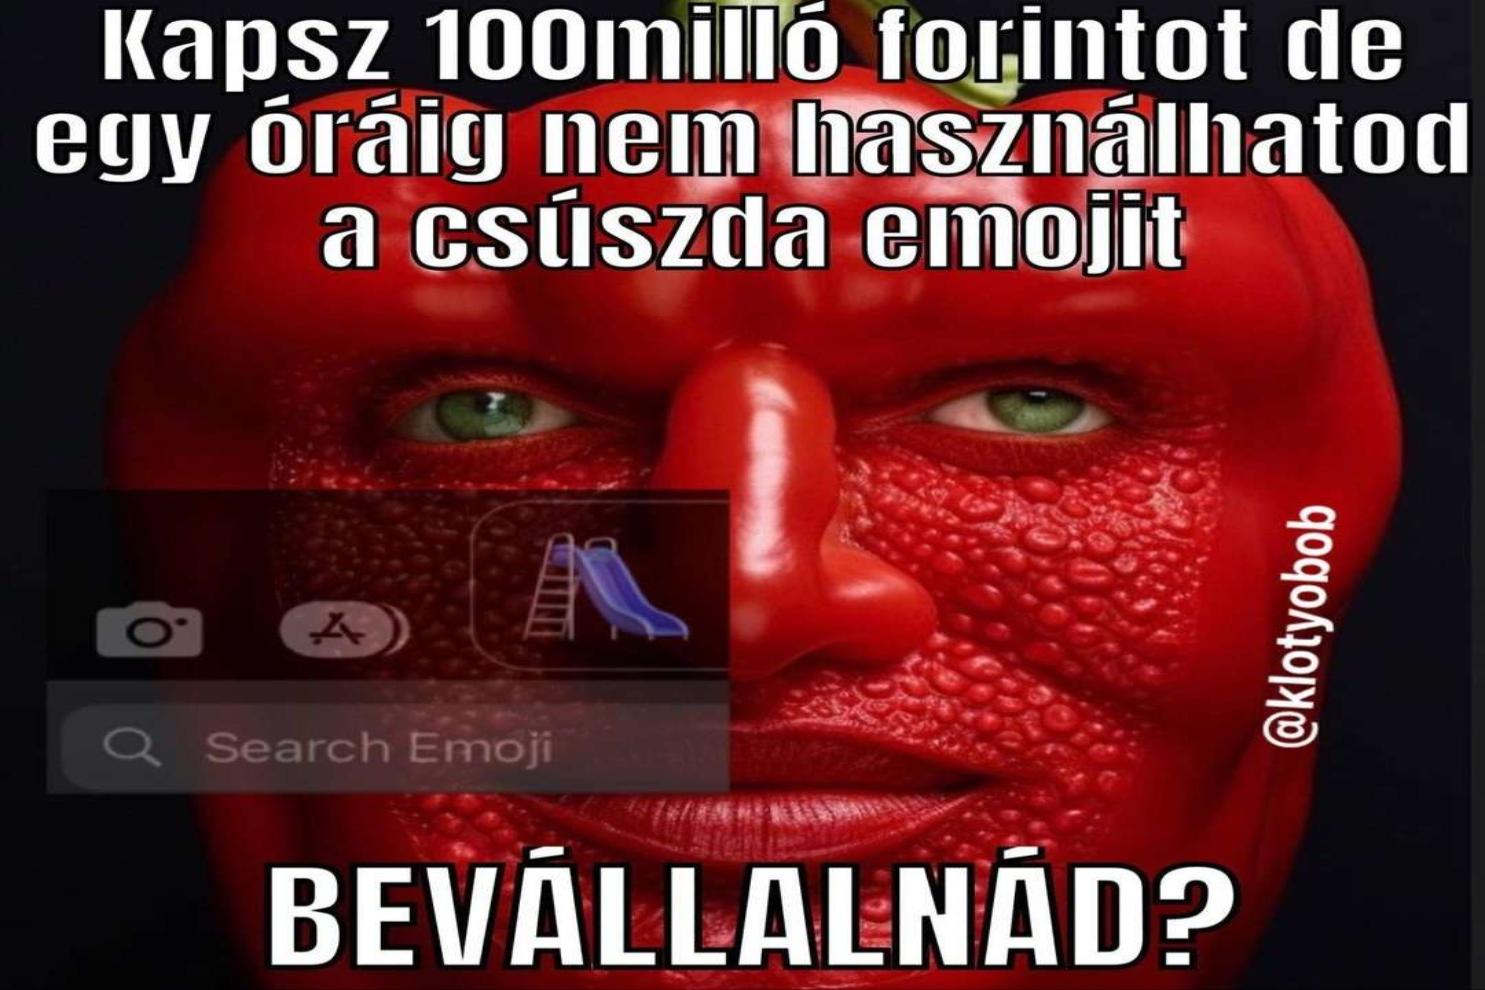 Kapsz 100milló forintot de
egy óráig nem használhatod
a csúszda emojit
@klotyobob
Search Emoji
BEVÁLLALNÁD?